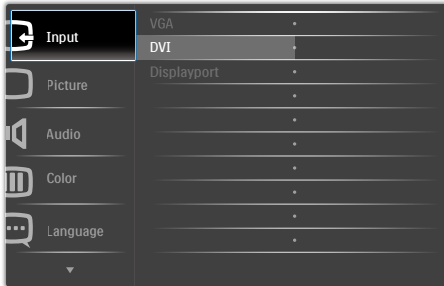 Input
Picture
Audio
Color
Language
VGA
DVI
Displayport